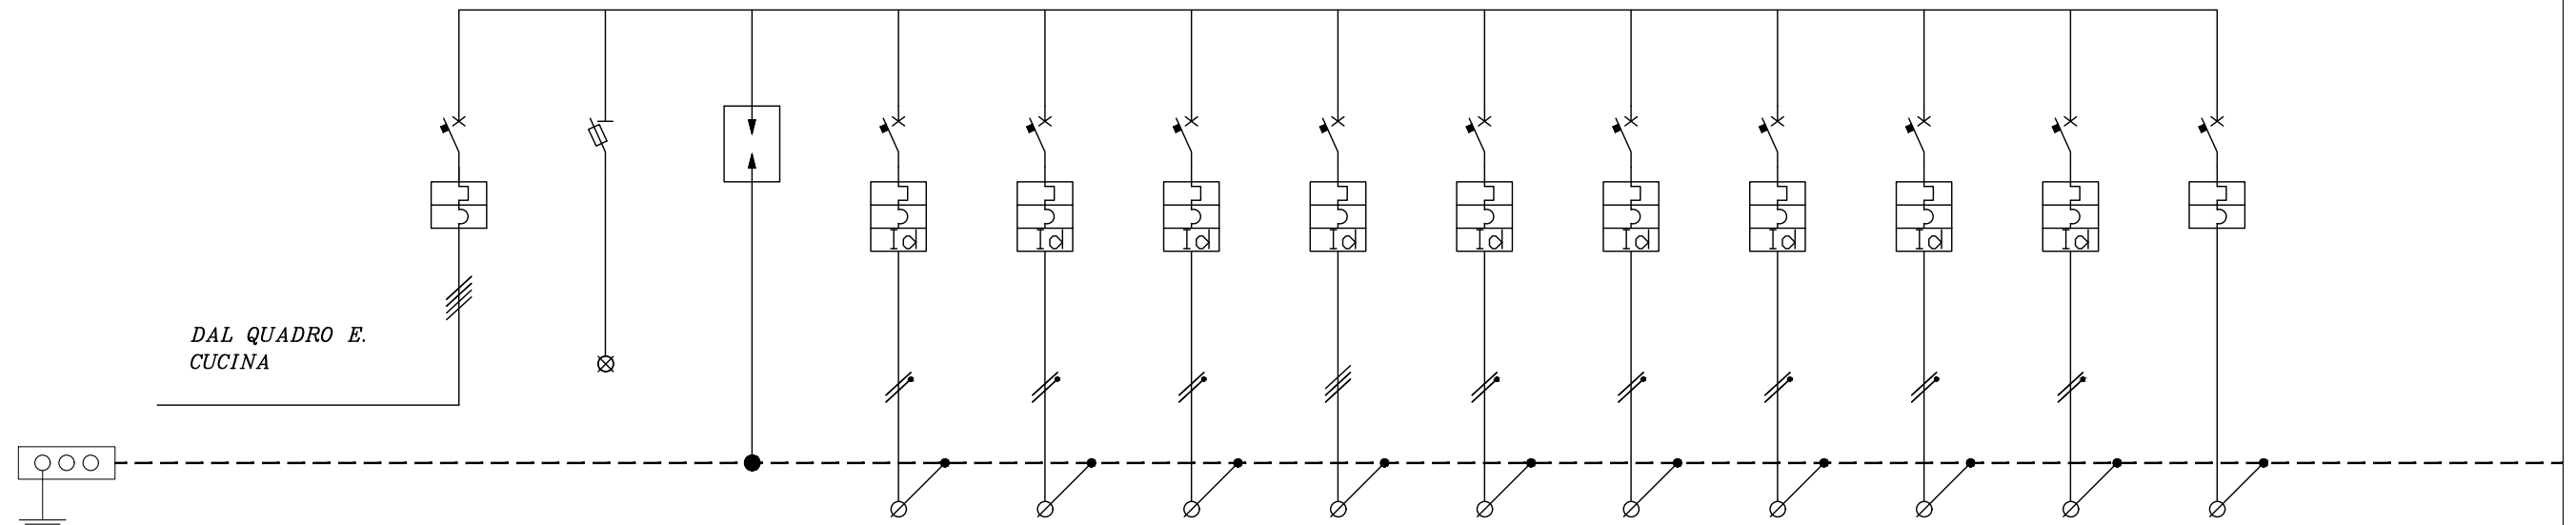 DAL QUADRO E.
CUCINA
Id Id Id Id Id Id Id Id Id